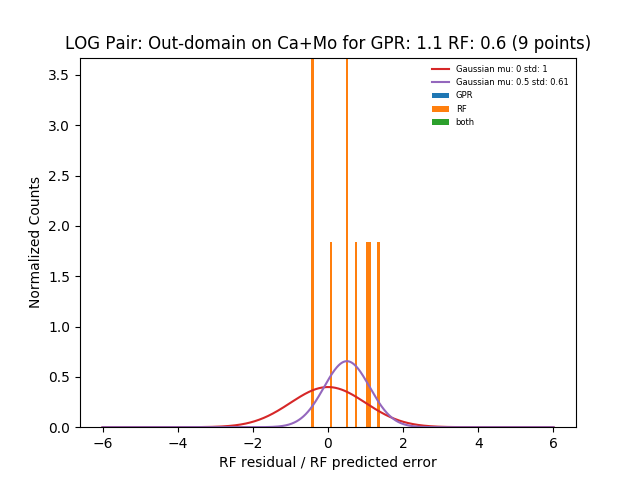 LOG Pair: Out-domain on Ca+Mo for GPR: 1.1 RF: 0.6 (9 points)
Gaussian mu: 0 std: 1
Gaussian mu: 0.5 std: 0.61
GPR
RF
both
Normalized Counts
3.5
3.0
2.5
2.0
1.5
1.0
0.5
0.0
−6 −4 −2 0 2 4 6
RF residual / RF predicted error